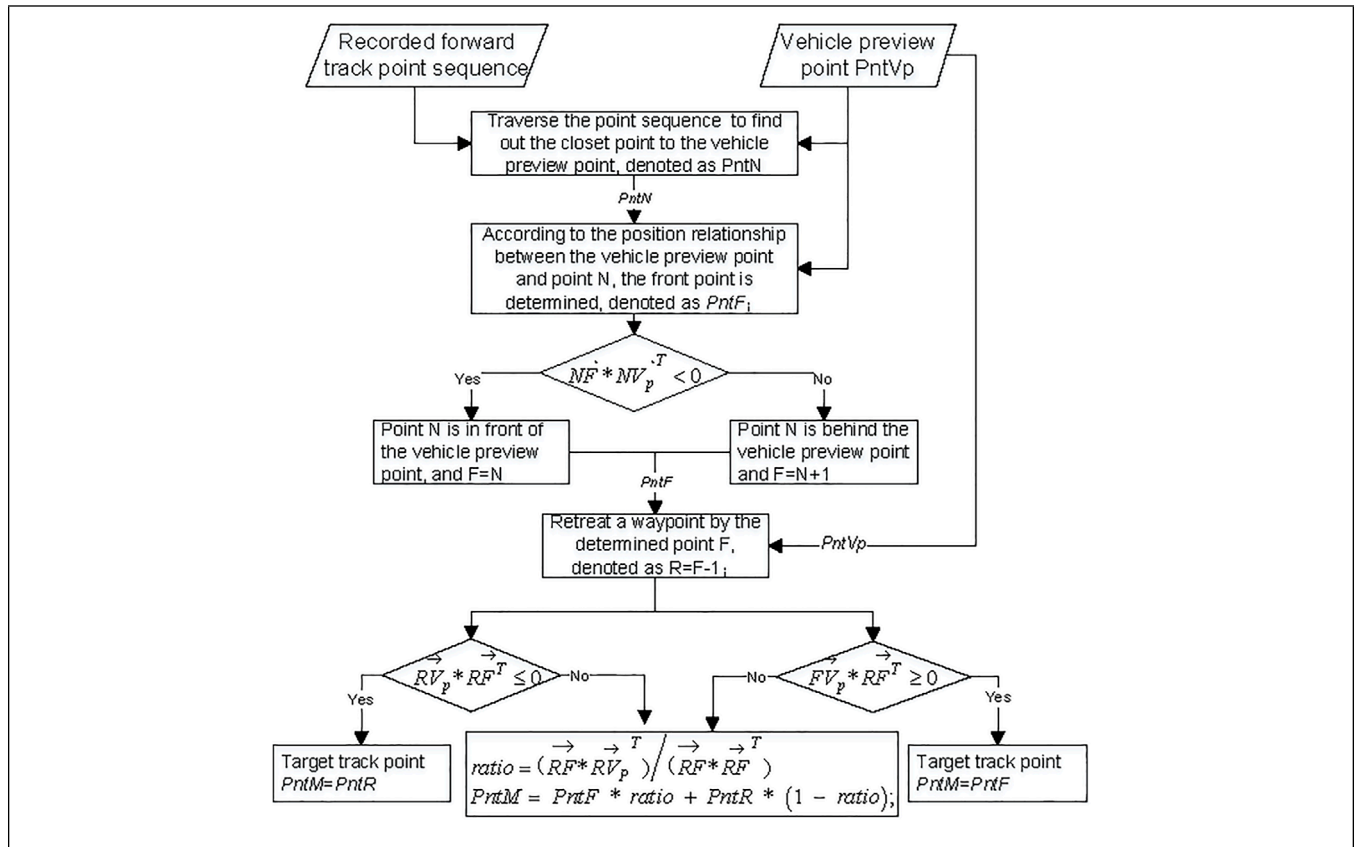 Recorded forward
track point sequence
Vehicle preview
point PntVp
Traverse the point sequence to find
out the closet point to the vehicle
preview point, denoted as PntN
PntN
According to the position relationship
between the vehicle preview point
and point N, the front point is
determined, denoted as PntF;
NF * NV_p^T < 0
Yes
No
Point N is in front of
the vehicle preview
point, and F=N
Point N is behind the
vehicle preview point
and F=N+1
PntF
Retreat a waypoint by the
determined point F,
denoted as R=F-1;
PntVp
RV_p * RF^T ≤ 0
No
Yes
FV_p * RF^T ≥ 0
No
Yes
Target track point
PntM=PntR
ratio = (RF * RV_p^T) / (RF * RF^T)
PntM = PntF * ratio + PntR * (1 − ratio);
Target track point
PntM=PntF